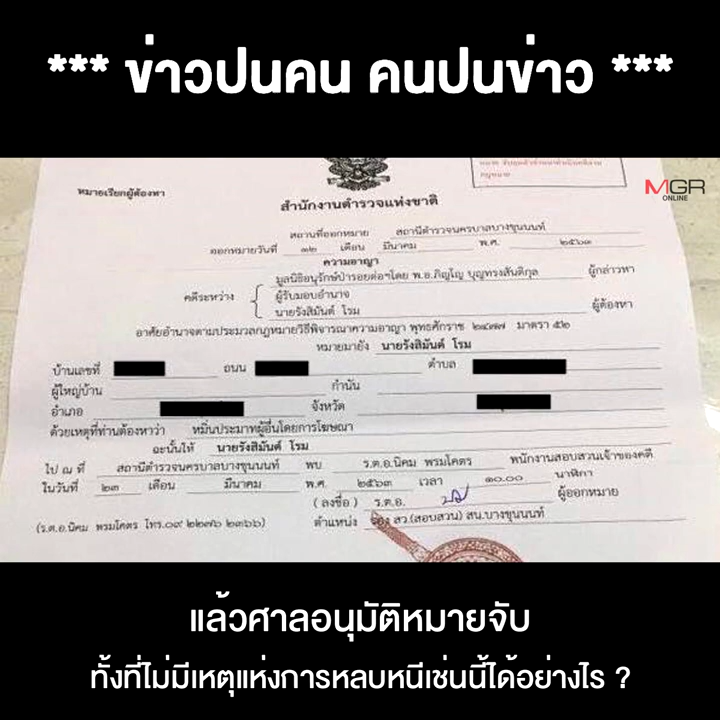 *** ข่าวปนคน คนปนข่าว ***
MGR
ONLINE
หมายเรียกผู้ต้องหา
สำนักงานตำรวจแห่งชาติ
สถานที่ออกหมาย สถานีตำรวจนครบาลบางขุนนนท์
ออกหมายวันที่ ๑๒ เดือน มีนาคม พ.ศ. ๒๕๖๓
ความอาญา
มูลนิธิอนุรักษ์ป่ารอยต่อฯโดย พ.อ.ภิญโญ บุญทรงสันติกุล ผู้กล่าวหา
คดีระหว่าง ผู้รับมอบอำนาจ
นายรังสิมันต์ โรม ผู้ต้องหา
อาศัยอำนาจตามประมวลกฎหมายวิธีพิจารณาความอาญา พุทธศักราช ๒๔๗๗ มาตรา ๕๒
หมายมายัง นายรังสิมันต์ โรม
บ้านเลขที่ ถนน ตำบล
ผู้ใหญ่บ้าน กำนัน
อำเภอ จังหวัด
ด้วยเหตุที่ท่านต้องหาว่า หมิ่นประมาทผู้อื่นโดยการโฆษณา
ฉะนั้นให้ นายรังสิมันต์ โรม
ไป ณ ที่ สถานีตำรวจนครบาลบางขุนนนท์ พบ ร.ต.อ.นิคม พรมโคตร พนักงานสอบสวนเจ้าของคดี
ในวันที่ ๒๓ เดือน มีนาคม พ.ศ. ๒๕๖๓ เวลา ๑๐.๐๐ นาฬิกา
(ลงชื่อ) ร.ต.อ. ผู้ออกหมาย
(ร.ต.อ.นิคม พรมโคตร โทร.๐๙ ๒๒๗๖ ๒๓๖๖) ตำแหน่ง รอง สว.(สอบสวน) สน.บางขุนนนท์
แล้วศาลอนุมัติหมายจับ
ทั้งที่ไม่มีเหตุแห่งการหลบหนีเช่นนี้ได้อย่างไร ?